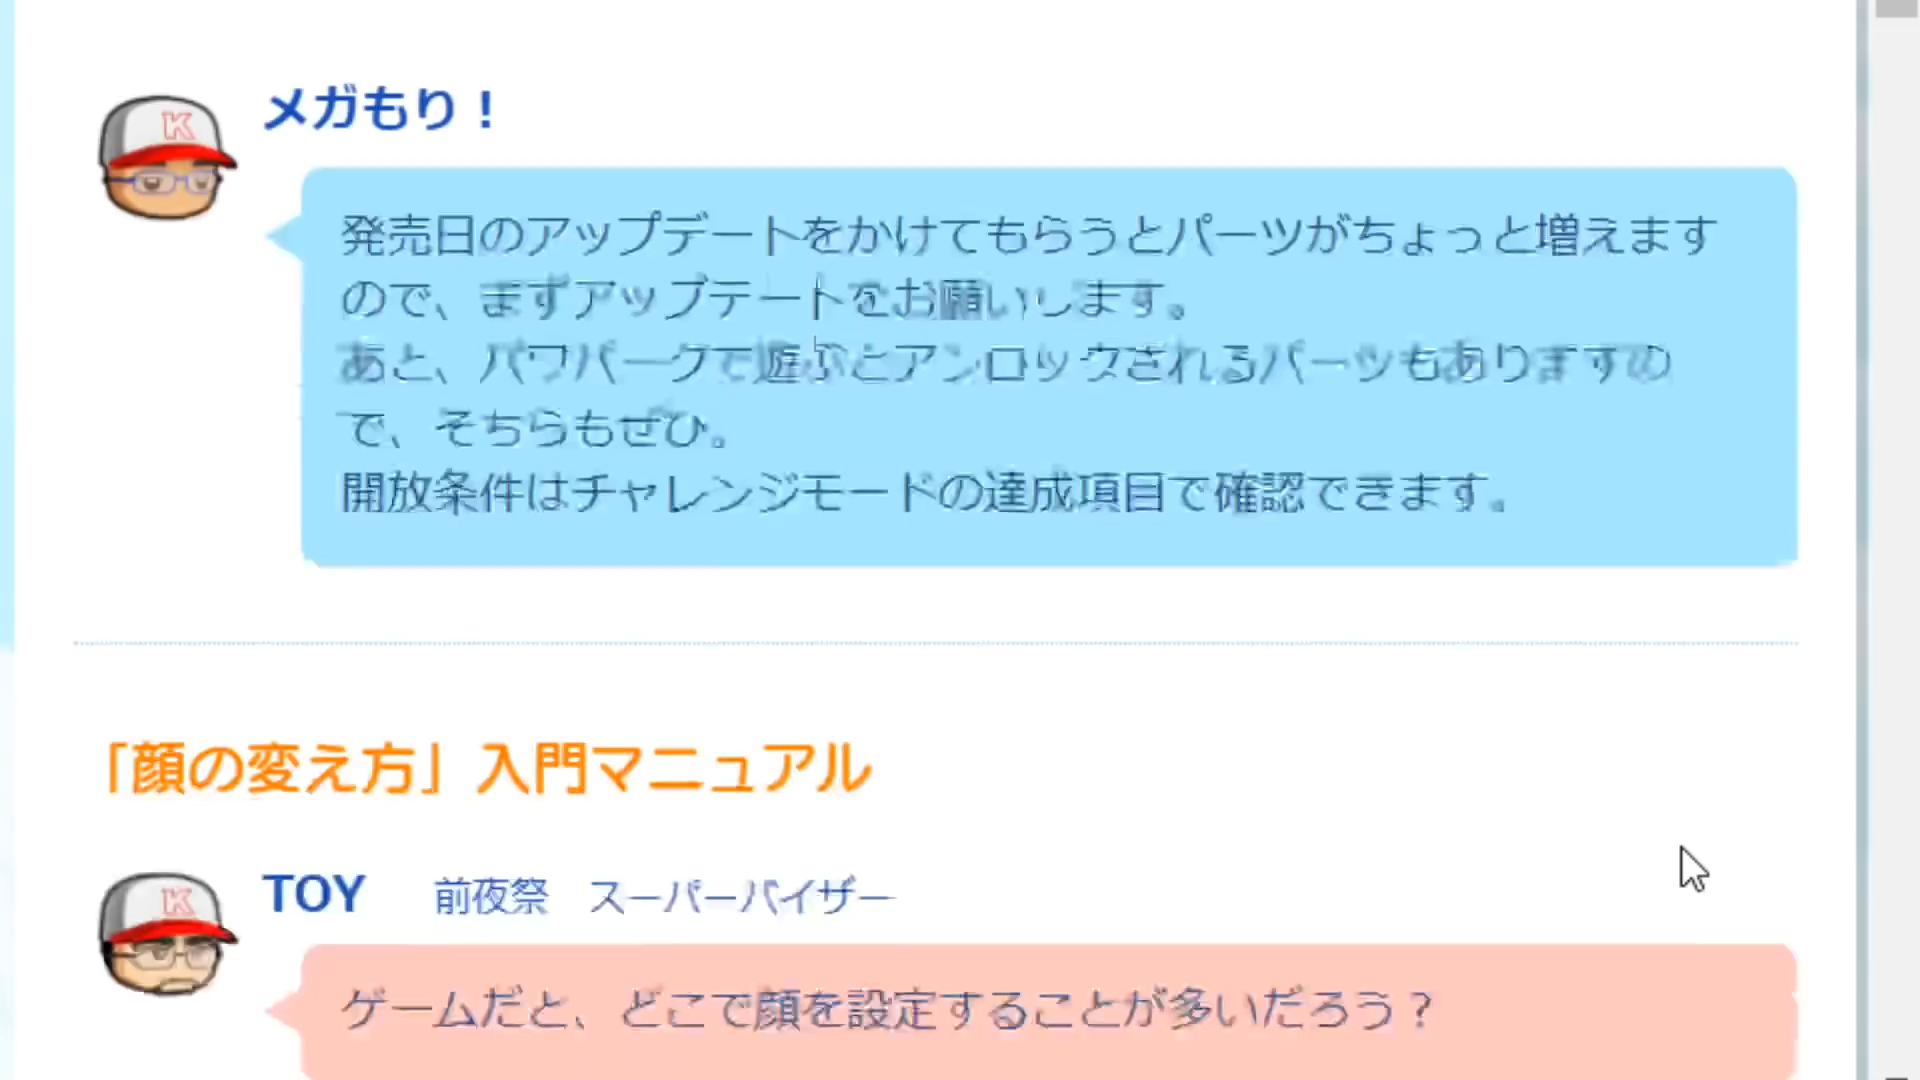 メガもり！
発売日のアップデートをかけてもらうとパーツがちょっと増えます
ので、まずアップデートをお願いします。
あと、パワパークで遊ぶとアンロックされるパーツもありますの
で、そちらもぜひ。
開放条件はチャレンジモードの達成項目で確認できます。
「顔の変え方」入門マニュアル
TOY 前夜祭 スーパーバイザー
ゲームだと、どこで顔を設定することが多いだろう？
K
K